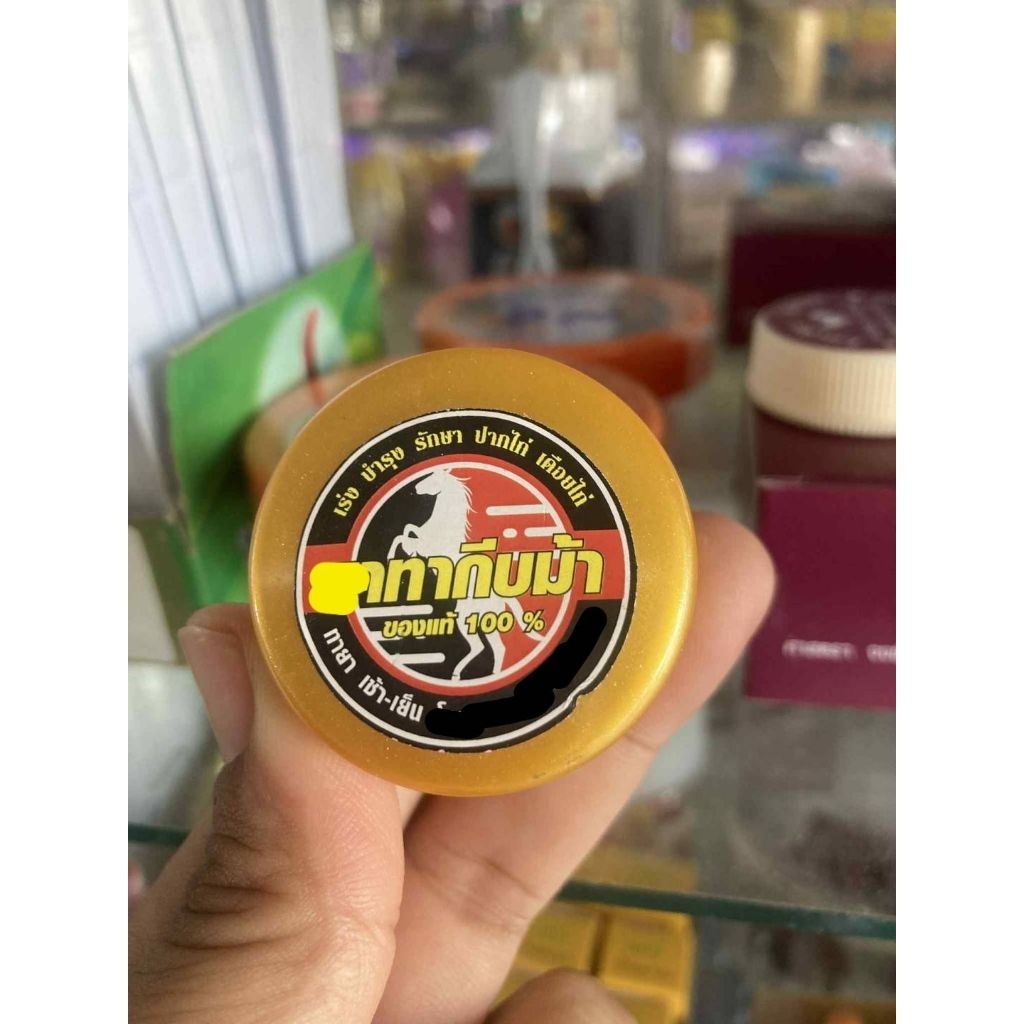 เร่ง บำรุง รักษา ปากไก่ เดือยไก่
าทากีบม้า
ของแท้ 100 %
ทายา เช้า-เย็น